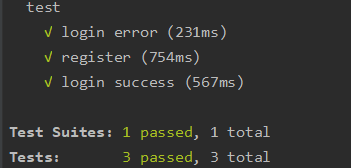 test
√ login error (231ms)
√ register (754ms)
√ login success (567ms)
Test Suites: 1 passed, 1 total
Tests: 3 passed, 3 total